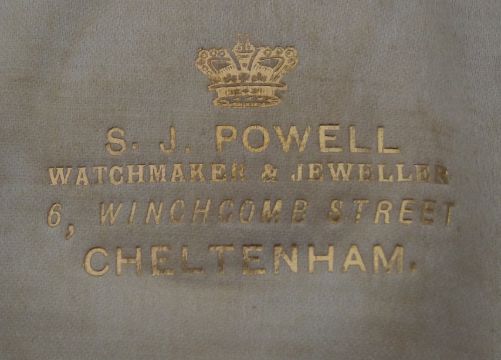 S. J. POWELL
WATCHMAKER & JEWELLER
6, WINCHCOMB STREET
CHELTENHAM.